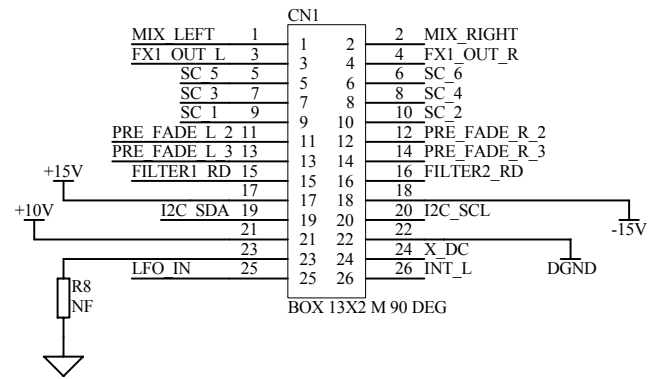 CN1
MIX_LEFT 1 1 2 2 MIX_RIGHT
FX1_OUT_L 3 3 4 4 FX1_OUT_R
SC_5 5 5 6 6 SC_6
SC_3 7 7 8 8 SC_4
SC_1 9 9 10 10 SC_2
PRE_FADE_L_2 11 11 12 12 PRE_FADE_R_2
PRE_FADE_L_3 13 13 14 14 PRE_FADE_R_3
FILTER1_RD 15 15 16 16 FILTER2_RD
+15V 17 17 18 18 -15V
I2C_SDA 19 19 20 20 I2C_SCL
+10V 21 21 22 22 DGND
23 23 24 24 X_DC
LFO_IN 25 25 26 26 INT_L
R8
NF
BOX 13X2 M 90 DEG